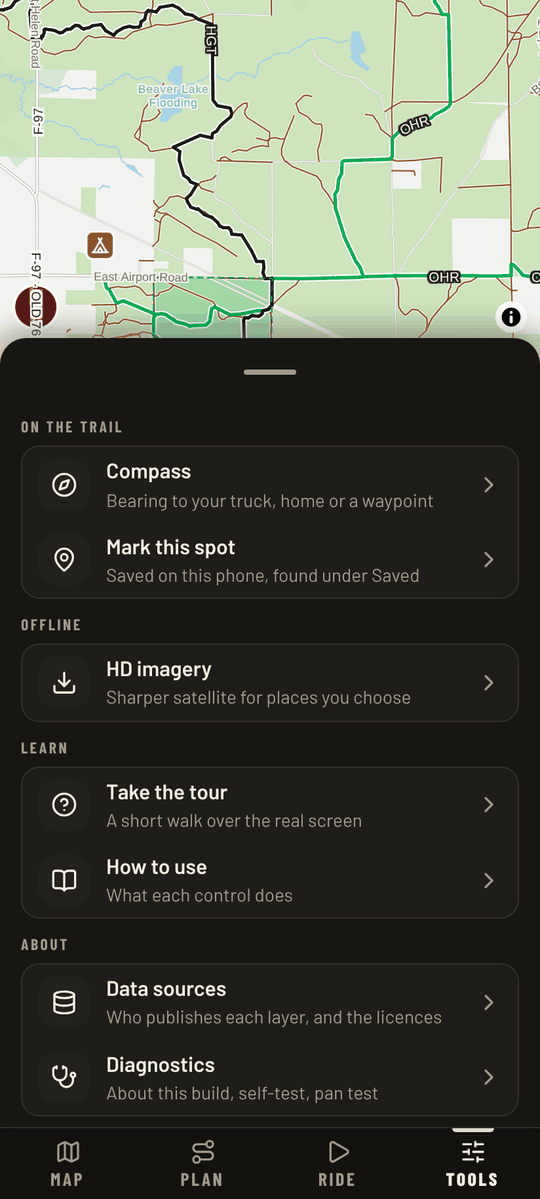 St Helen Road
HGT
F-97
Beaver Lake
Flooding
OHR
F-97
East Airport Road
OHR
OLD 76
ON THE TRAIL
Compass
Bearing to your truck, home or a waypoint
Mark this spot
Saved on this phone, found under Saved
OFFLINE
HD imagery
Sharper satellite for places you choose
LEARN
Take the tour
A short walk over the real screen
How to use
What each control does
ABOUT
Data sources
Who publishes each layer, and the licences
Diagnostics
About this build, self-test, pan test
MAP
PLAN
RIDE
TOOLS